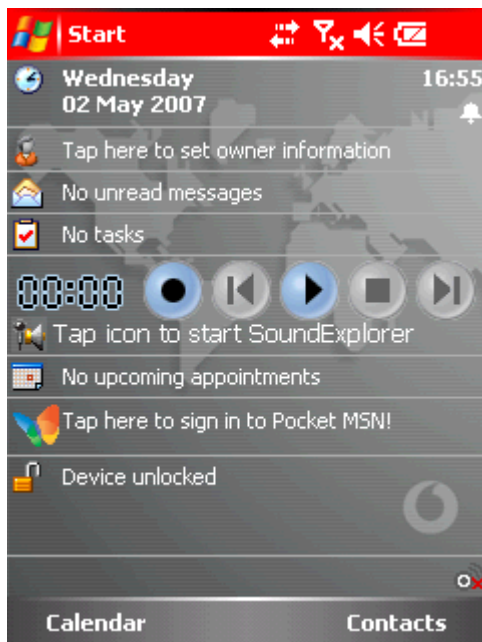 Start
Wednesday
16:55
02 May 2007
Tap here to set owner information
No unread messages
No tasks
00:00
Tap icon to start SoundExplorer
No upcoming appointments
Tap here to sign in to Pocket MSN!
Device unlocked
Calendar
Contacts